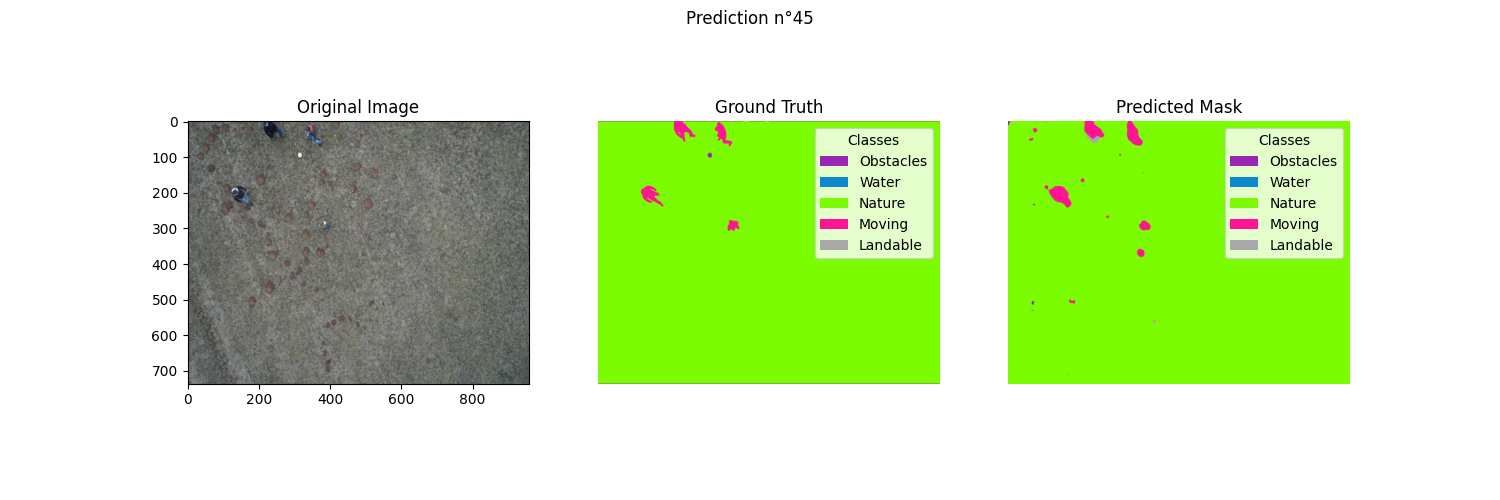 Prediction n°45
Original Image
Ground Truth
Predicted Mask
0
100
200
300
400
500
600
700
0
200
400
600
800
Classes
Obstacles
Water
Nature
Moving
Landable
Classes
Obstacles
Water
Nature
Moving
Landable